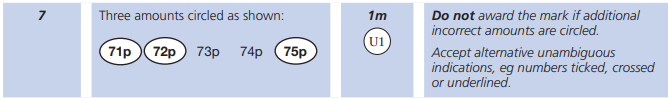 7
Three amounts circled as shown:
71p 72p 73p 74p 75p
1m
U1
Do not award the mark if additional
incorrect amounts are circled.
Accept alternative unambiguous
indications, eg numbers ticked, crossed
or underlined.